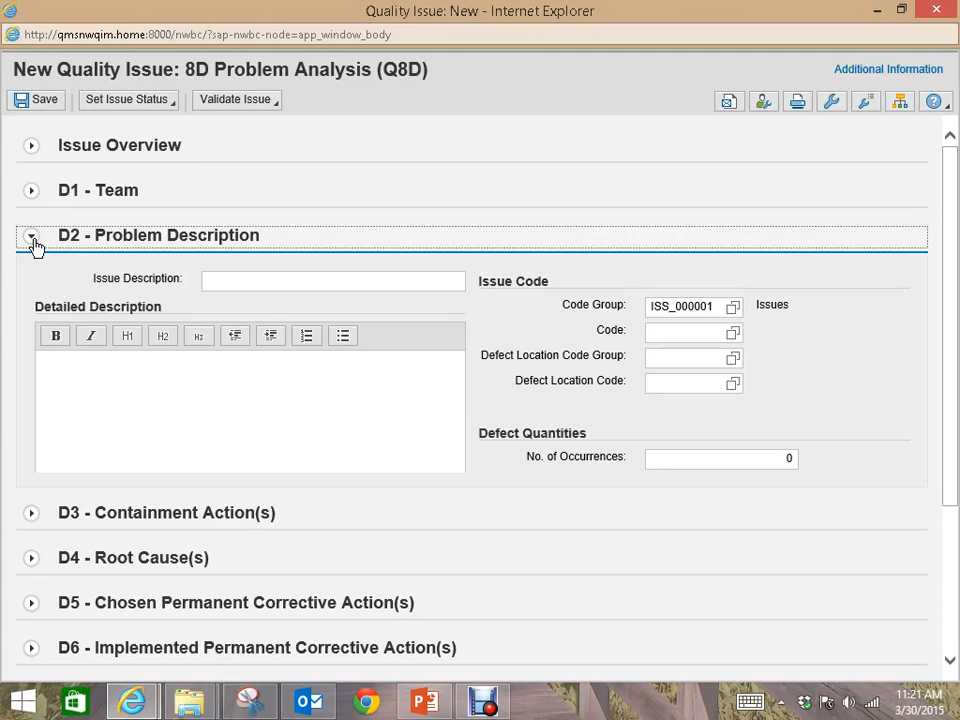 Quality Issue: New - Internet Explorer
http://qmsnwqim.home:8000/nwbc/?sap-nwbc-node=app_window_body
New Quality Issue: 8D Problem Analysis (Q8D)
Additional Information
Save
Set Issue Status
Validate Issue
Issue Overview
D1 - Team
D2 - Problem Description
Issue Description:
Detailed Description
B I H1 H2 H3
Issue Code
Code Group: ISS_000001 Issues
Code:
Defect Location Code Group:
Defect Location Code:
Defect Quantities
No. of Occurrences: 0
D3 - Containment Action(s)
D4 - Root Cause(s)
D5 - Chosen Permanent Corrective Action(s)
D6 - Implemented Permanent Corrective Action(s)
11:21 AM
3/30/2015